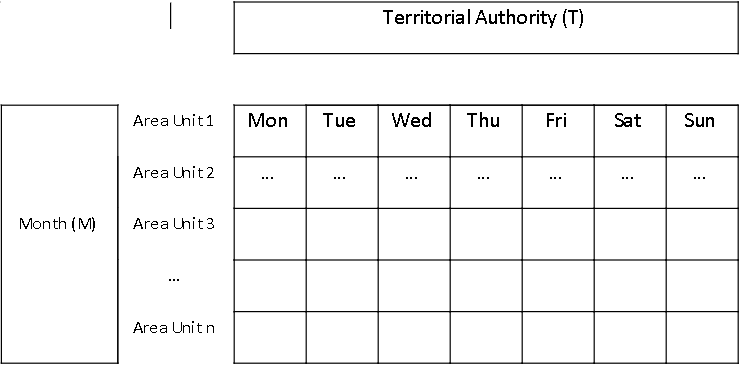 Territorial Authority (T)
Area Unit 1 Mon Tue Wed Thu Fri Sat Sun
Area Unit 2 ... ... ... ... ... ... ...
Month (M) Area Unit 3
...
Area Unit n